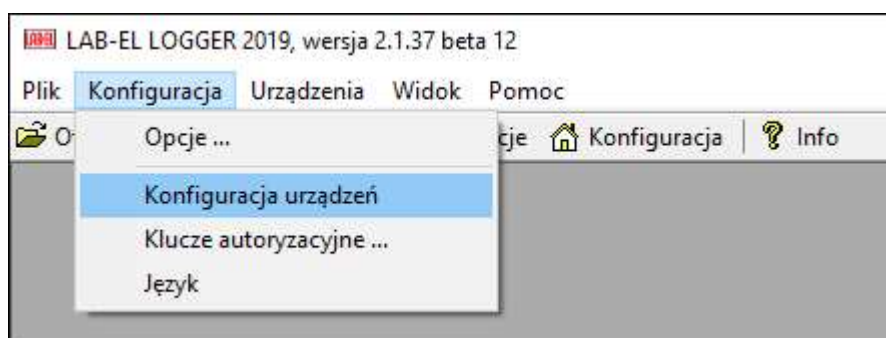 LAB-EL LOGGER 2019, wersja 2.1.37 beta 12
Plik Konfiguracja Urządzenia Widok Pomoc
Konfiguracja Info
Opcje ...
Konfiguracja urządzeń
Klucze autoryzacyjne ...
Język